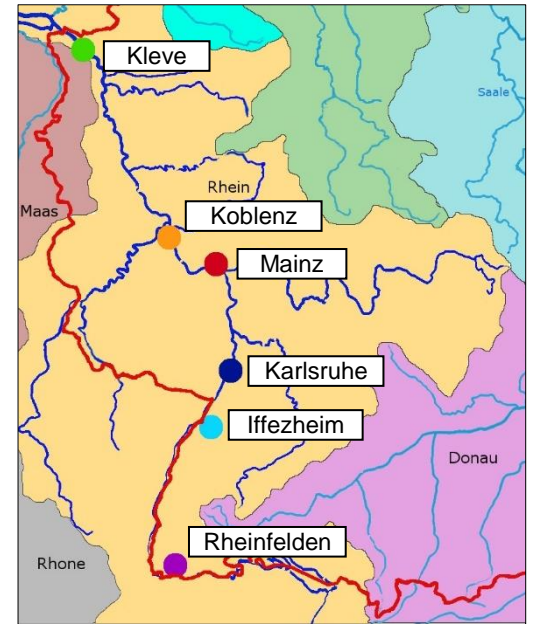 Kleve
Saale
Rhein
Maas
Koblenz
Mainz
Karlsruhe
Iffezheim
Donau
Rheinfelden
Rhone